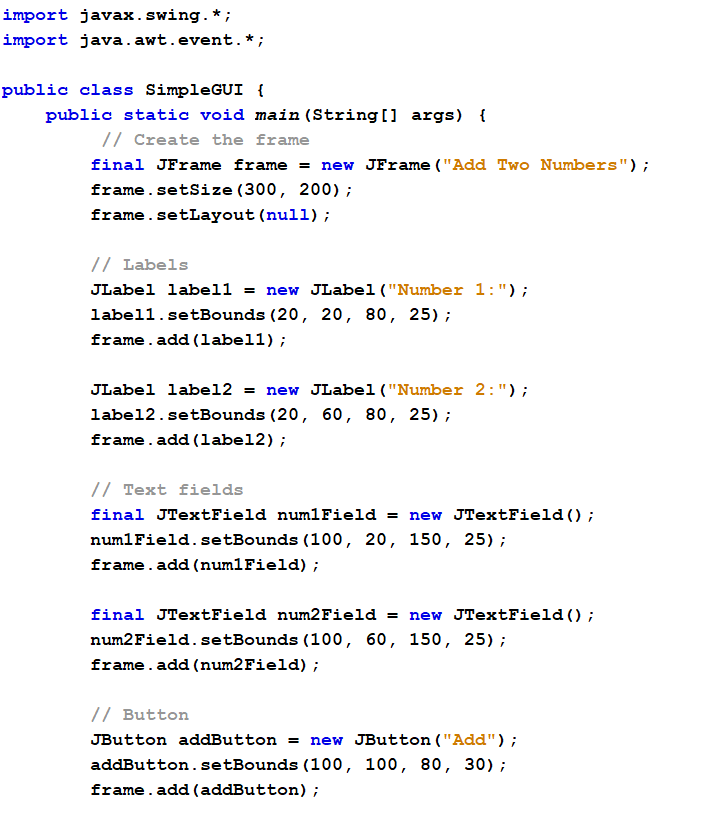 import javax.swing.*;
import java.awt.event.*;

public class SimpleGUI {
    public static void main(String[] args) {
         // Create the frame
        final JFrame frame = new JFrame("Add Two Numbers");
        frame.setSize(300, 200);
        frame.setLayout(null);

        // Labels
        JLabel label1 = new JLabel("Number 1:");
        label1.setBounds(20, 20, 80, 25);
        frame.add(label1);

        JLabel label2 = new JLabel("Number 2:");
        label2.setBounds(20, 60, 80, 25);
        frame.add(label2);

        // Text fields
        final JTextField num1Field = new JTextField();
        num1Field.setBounds(100, 20, 150, 25);
        frame.add(num1Field);

        final JTextField num2Field = new JTextField();
        num2Field.setBounds(100, 60, 150, 25);
        frame.add(num2Field);

        // Button
        JButton addButton = new JButton("Add");
        addButton.setBounds(100, 100, 80, 30);
        frame.add(addButton);